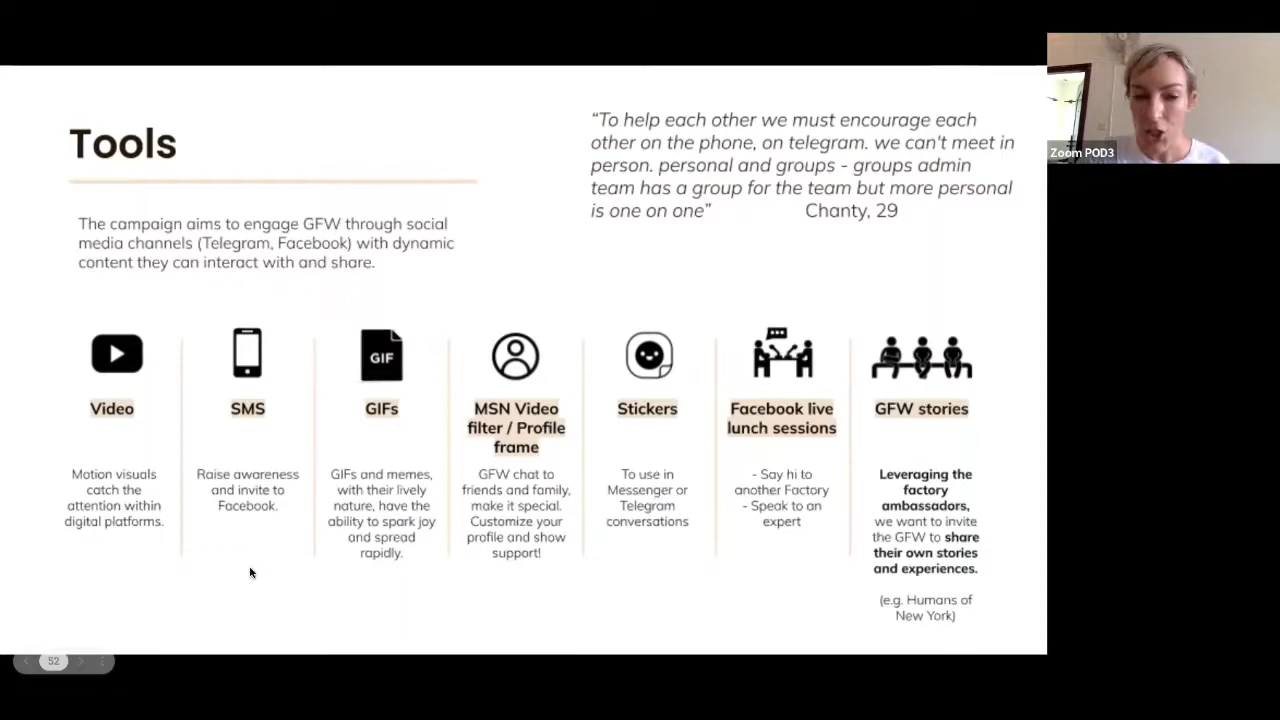 Tools
“To help each other we must encourage each
other on the phone, on telegram. we can't meet in
person. personal and groups - groups admin
team has a group for the team but more personal
is one on one” Chanty, 29
The campaign aims to engage GFW through social
media channels (Telegram, Facebook) with dynamic
content they can interact with and share.
GIF
Video
Motion visuals
catch the
attention within
digital platforms.
SMS
Raise awareness
and invite to
Facebook.
GIFs
GIFs and memes,
with their lively
nature, have the
ability to spark joy
and spread
rapidly.
MSN Video
filter / Profile
frame
GFW chat to
friends and family,
make it special.
Customize your
profile and show
support!
Stickers
To use in
Messenger or
Telegram
conversations
Facebook live
lunch sessions
- Say hi to
another Factory
- Speak to an
expert
GFW stories
Leveraging the
factory
ambassadors,
we want to invite
the GFW to share
their own stories
and experiences.
(e.g. Humans of
New York)
Zoom POD3
52